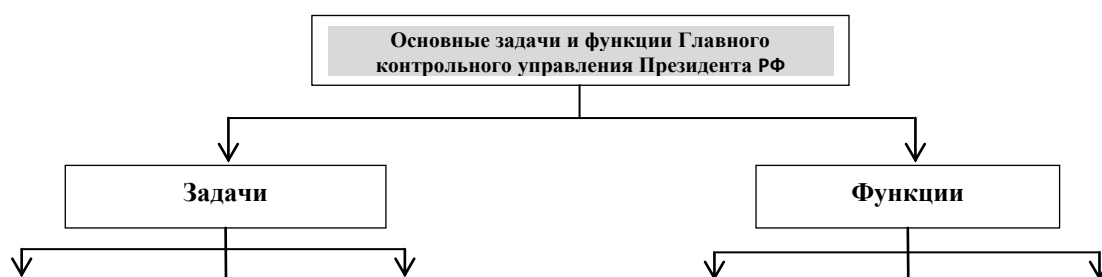 Основные задачи и функции Главного
контрольного управления Президента РФ
Задачи
Функции